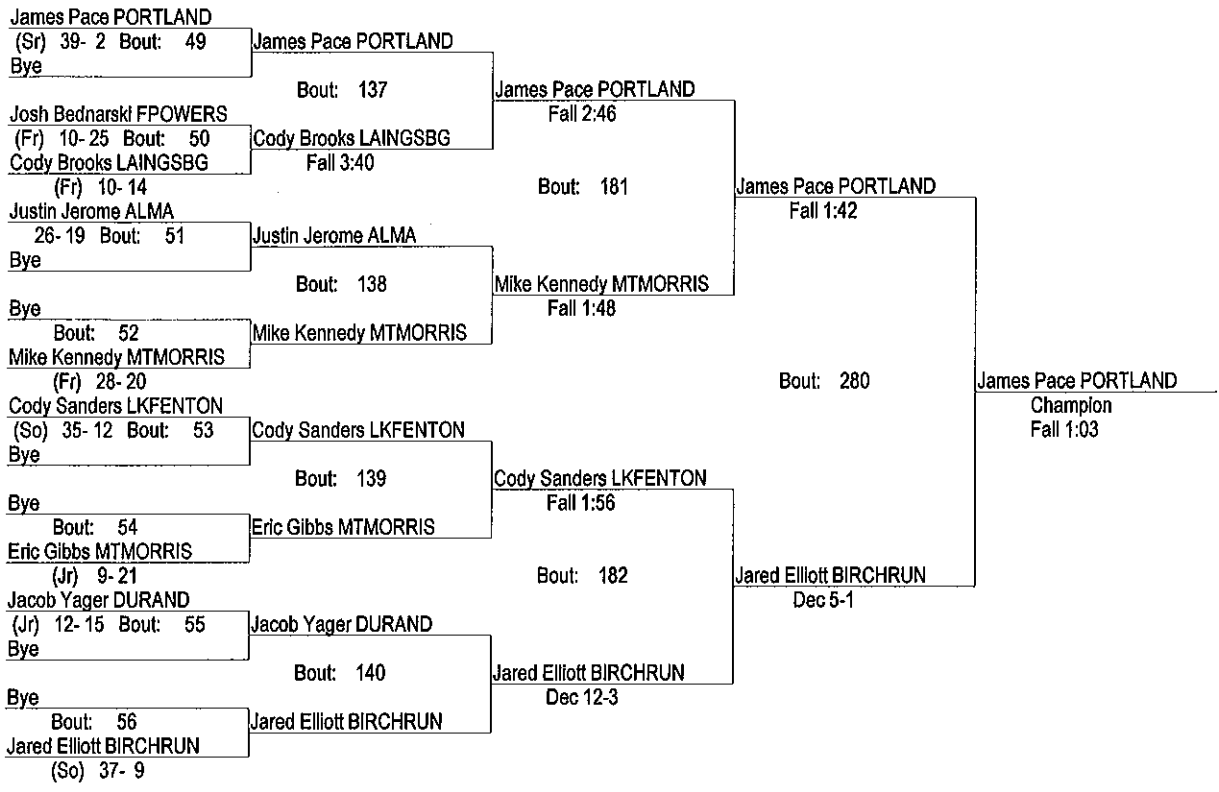 James Pace PORTLAND
(Sr) 39- 2 Bout: 49
Bye
Josh Bednarski FPOWERS
(Fr) 10- 25 Bout: 50
Cody Brooks LAINGSBG
(Fr) 10- 14
Justin Jerome ALMA
26- 19 Bout: 51
Bye
Bye
Bout: 52
Mike Kennedy MTMORRIS
(Fr) 28- 20
Cody Sanders LKFENTON
(So) 35- 12 Bout: 53
Bye
Bye
Bout: 54
Eric Gibbs MTMORRIS
(Jr) 9- 21
Jacob Yager DURAND
(Jr) 12- 15 Bout: 55
Bye
Bye
Bout: 56
Jared Elliott BIRCHRUN
(So) 37- 9
James Pace PORTLAND
Bout: 137
Cody Brooks LAINGSBG
Fall 3:40
Justin Jerome ALMA
Bout: 138
Mike Kennedy MTMORRIS
Cody Sanders LKFENTON
Bout: 139
Eric Gibbs MTMORRIS
Jacob Yager DURAND
Bout: 140
Jared Elliott BIRCHRUN
James Pace PORTLAND
Fall 2:46
Bout: 181
Mike Kennedy MTMORRIS
Fall 1:48
Cody Sanders LKFENTON
Fall 1:56
Bout: 182
Jared Elliott BIRCHRUN
Dec 12-3
James Pace PORTLAND
Fall 1:42
Bout: 280
Jared Elliott BIRCHRUN
Dec 5-1
James Pace PORTLAND
Champion
Fall 1:03